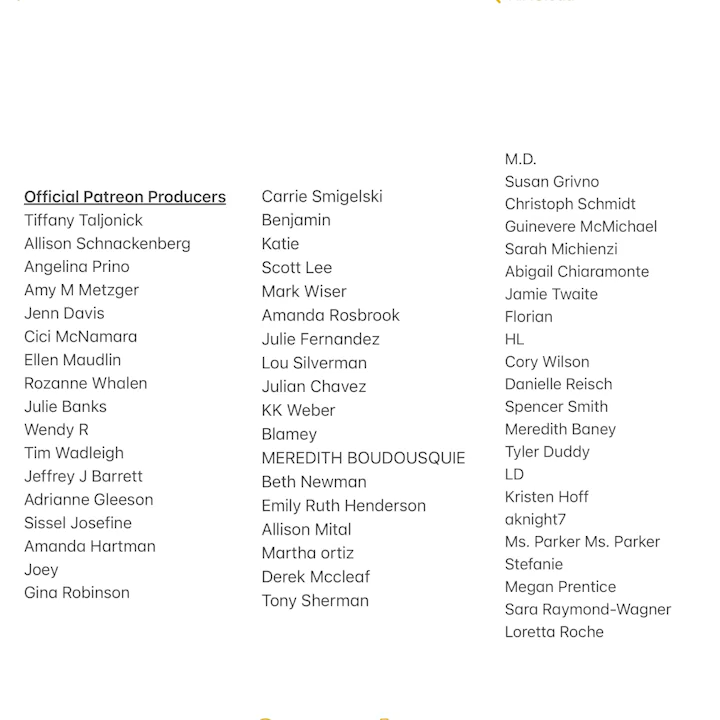 Official Patreon Producers
Tiffany Taljonick
Allison Schnackenberg
Angelina Prino
Amy M Metzger
Jenn Davis
Cici McNamara
Ellen Maudlin
Rozanne Whalen
Julie Banks
Wendy R
Tim Wadleigh
Jeffrey J Barrett
Adrianne Gleeson
Sissel Josefine
Amanda Hartman
Joey
Gina Robinson
Carrie Smigelski
Benjamin
Katie
Scott Lee
Mark Wiser
Amanda Rosbrook
Julie Fernandez
Lou Silverman
Julian Chavez
KK Weber
Blamey
MEREDITH BOUDOUSQUIE
Beth Newman
Emily Ruth Henderson
Allison Mital
Martha ortiz
Derek Mccleaf
Tony Sherman
M.D.
Susan Grivno
Christoph Schmidt
Guinevere McMichael
Sarah Michienzi
Abigail Chiaramonte
Jamie Twaite
Florian
HL
Cory Wilson
Danielle Reisch
Spencer Smith
Meredith Baney
Tyler Duddy
LD
Kristen Hoff
aknight7
Ms. Parker Ms. Parker
Stefanie
Megan Prentice
Sara Raymond-Wagner
Loretta Roche